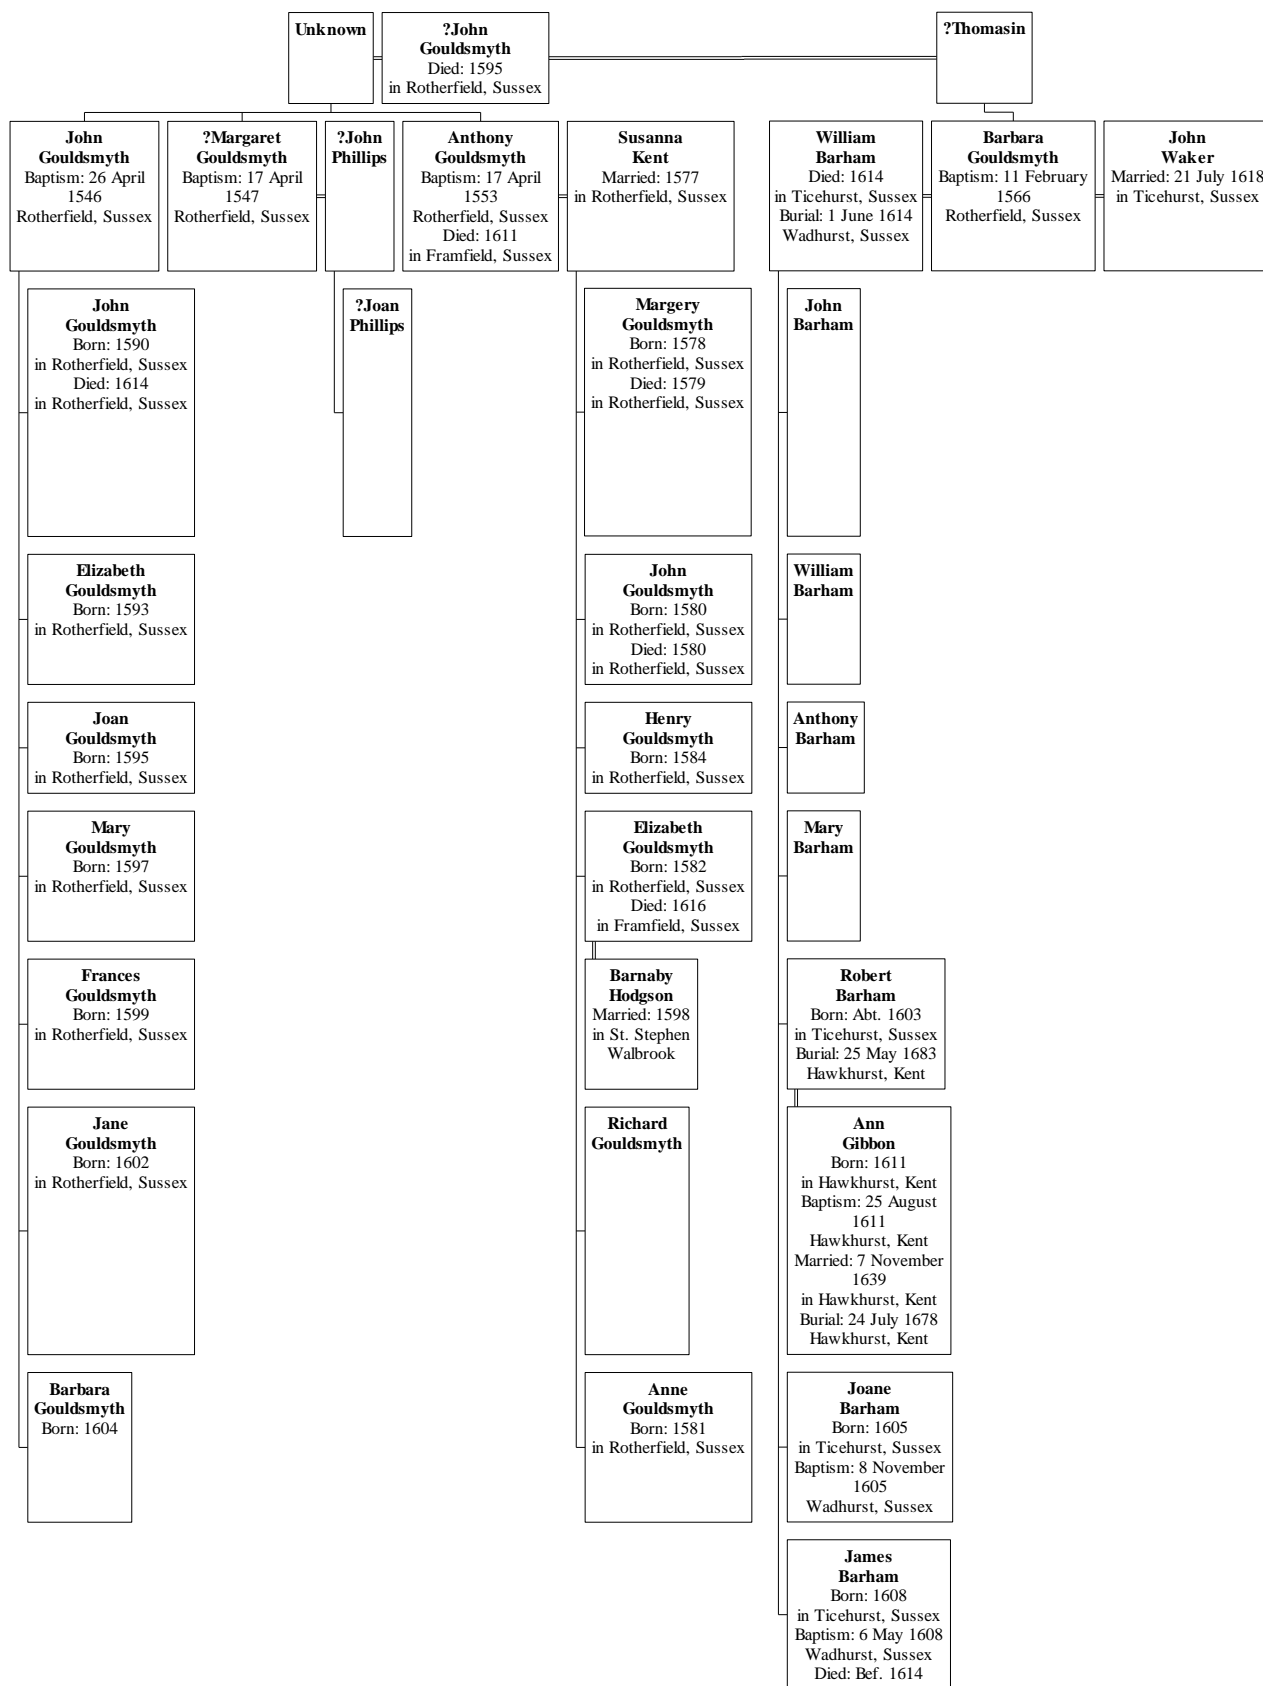 Unknown
?John
Gouldsmyth
Died: 1595
in Rotherfield, Sussex
?Thomasin
John
Gouldsmyth
Baptism: 26 April
1546
Rotherfield, Sussex
?Margaret
Gouldsmyth
Baptism: 17 April
1547
Rotherfield, Sussex
?John
Phillips
Anthony
Gouldsmyth
Baptism: 17 April
1553
Rotherfield, Sussex
Died: 1611
in Framfield, Sussex
Susanna
Kent
Married: 1577
in Rotherfield, Sussex
William
Barham
Died: 1614
in Ticehurst, Sussex
Burial: 1 June 1614
Wadhurst, Sussex
Barbara
Gouldsmyth
Baptism: 11 February
1566
Rotherfield, Sussex
John
Waker
Married: 21 July 1618
in Ticehurst, Sussex
John
Gouldsmyth
Born: 1590
in Rotherfield, Sussex
Died: 1614
in Rotherfield, Sussex
?Joan
Phillips
Margery
Gouldsmyth
Born: 1578
in Rotherfield, Sussex
Died: 1579
in Rotherfield, Sussex
John
Barham
Elizabeth
Gouldsmyth
Born: 1593
in Rotherfield, Sussex
John
Gouldsmyth
Born: 1580
in Rotherfield, Sussex
Died: 1580
in Rotherfield, Sussex
William
Barham
Joan
Gouldsmyth
Born: 1595
in Rotherfield, Sussex
Henry
Gouldsmyth
Born: 1584
in Rotherfield, Sussex
Anthony
Barham
Mary
Gouldsmyth
Born: 1597
in Rotherfield, Sussex
Elizabeth
Gouldsmyth
Born: 1582
in Rotherfield, Sussex
Died: 1616
in Framfield, Sussex
Mary
Barham
Frances
Gouldsmyth
Born: 1599
in Rotherfield, Sussex
Barnaby
Hodgson
Married: 1598
in St. Stephen
Walbrook
Robert
Barham
Born: Abt. 1603
in Ticehurst, Sussex
Burial: 25 May 1683
Hawkhurst, Kent
Jane
Gouldsmyth
Born: 1602
in Rotherfield, Sussex
Richard
Gouldsmyth
Ann
Gibbon
Born: 1611
in Hawkhurst, Kent
Baptism: 25 August
1611
Hawkhurst, Kent
Married: 7 November
1639
in Hawkhurst, Kent
Burial: 24 July 1678
Hawkhurst, Kent
Barbara
Gouldsmyth
Born: 1604
Anne
Gouldsmyth
Born: 1581
in Rotherfield, Sussex
Joane
Barham
Born: 1605
in Ticehurst, Sussex
Baptism: 8 November
1605
Wadhurst, Sussex
James
Barham
Born: 1608
in Ticehurst, Sussex
Baptism: 6 May 1608
Wadhurst, Sussex
Died: Bef. 1614